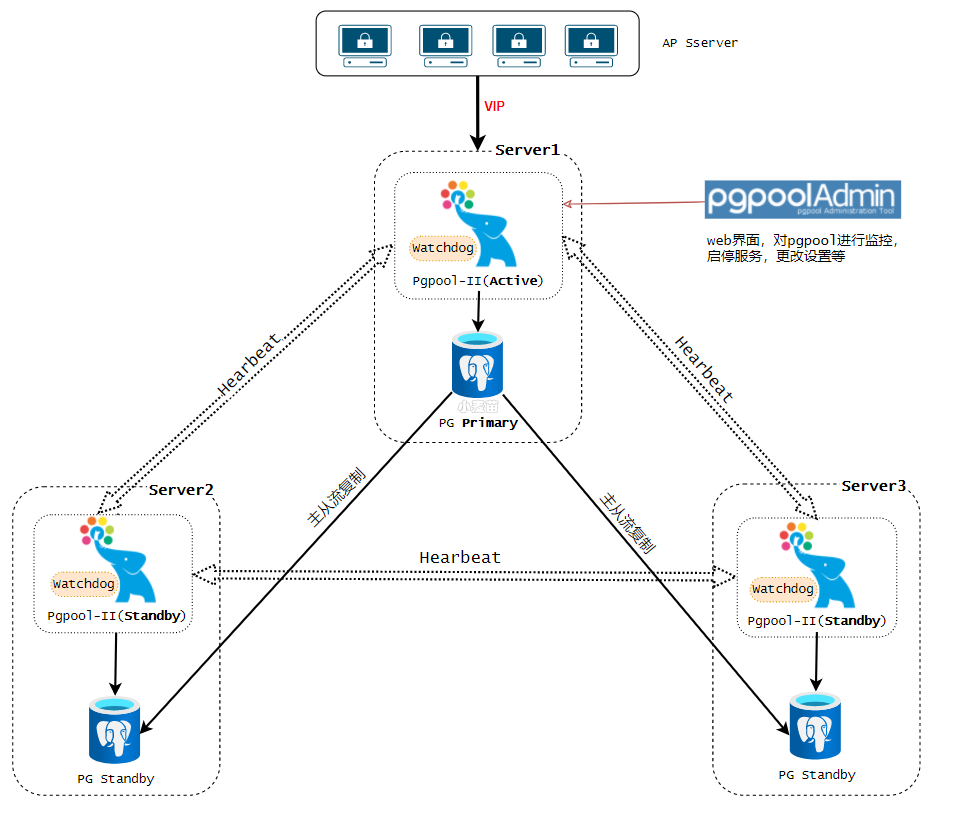 AP Sserver
VIP
Server1
pgpoolAdmin
pgpool Administration Tool
web界面，对pgpool进行监控，
启停服务，更改设置等
Watchdog
Pgpool-II(Active)
Hearbeat
Hearbeat
小麦苗
PG Primary
Server2
主从流复制
主从流复制
Server3
Hearbeat
Watchdog
Pgpool-II(Standby)
Watchdog
Pgpool-II(Standby)
PG Standby
PG Standby